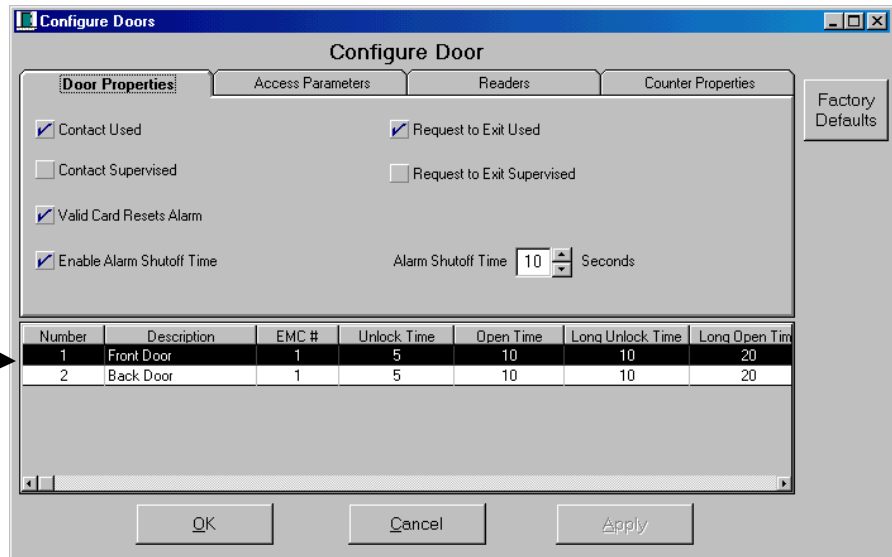 Configure Doors
Configure Door
Door Properties Access Parameters Readers Counter Properties
Factory
Defaults
Contact Used Request to Exit Used
Contact Supervised Request to Exit Supervised
Valid Card Resets Alarm
Enable Alarm Shutoff Time Alarm Shutoff Time 10 Seconds
Number Description EMC # Unlock Time Open Time Long Unlock Time Long Open Tim
1 Front Door 1 5 10 10 20
2 Back Door 1 5 10 10 20
OK Cancel Apply